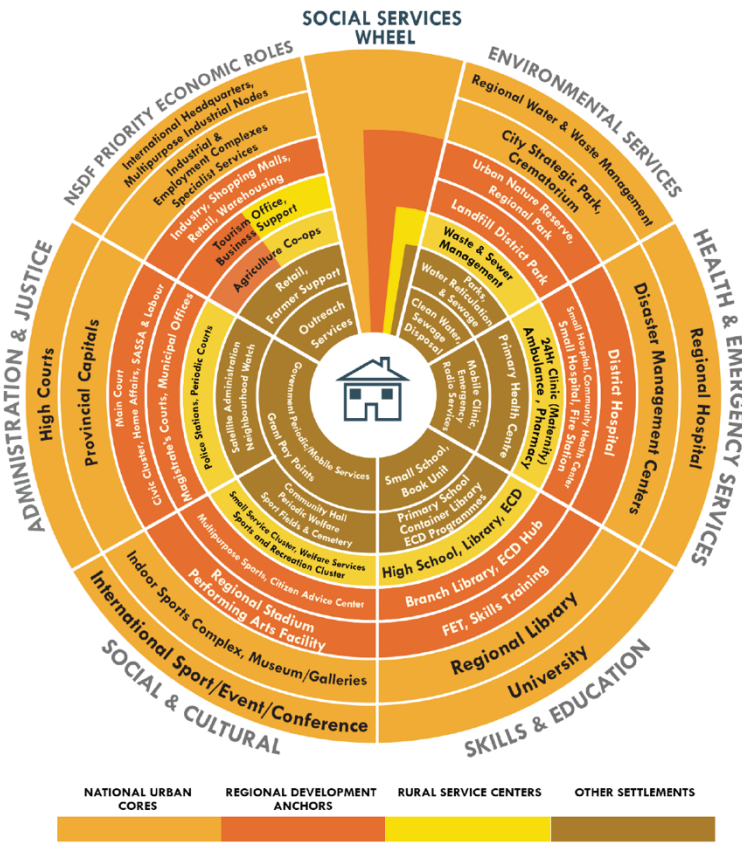 SOCIAL SERVICES
WHEEL
NSDF PRIORITY ECONOMIC ROLES
International Headquarters,
Multipurpose Industrial Nodes
Industrial &
Employment Complexes
Specialist Services
Industry, Shopping Malls,
Retail, Warehousing
Tourism Office,
Business Support
Agriculture Co-ops
Retail,
Farmer Support
Outreach
Services
ENVIRONMENTAL SERVICES
Regional Water & Waste Management
City Strategic Park,
Crematorium
Urban Nature Reserve,
Regional Park
Landfill District Park
Waste & Sewer
Management
Parks,
Water Reticulation
& Sewage
Clean Water,
Sewage
Disposal
HEALTH & EMERGENCY SERVICES
Regional Hospital
Disaster Management Centers
District Hospital
Small Hospital, Community Health Center
Small Hospital, Fire Station
24Hr Clinic (Maternity)
Ambulance , Pharmacy
Primary Health Centre
Mobile Clinic,
Emergency
Radio Services
SKILLS & EDUCATION
University
Regional Library
FET, Skills Training
Branch Library, ECD Hub
High School, Library, ECD
Primary School
Container Library
ECD Programmes
Small School,
Book Unit
SOCIAL & CULTURAL
International Sport/Event/Conference
Indoor Sports Complex, Museum/Galleries
Regional Stadium
Performing Arts Facility
Multipurpose Sports, Citizen Advice Center
Small Service Cluster, Welfare Services
Sports and Recreation Cluster
Community Hall
Periodic Welfare
Sport Fields & Cemetery
ADMINISTRATION & JUSTICE
High Courts
Provincial Capitals
Main Court
Civic Cluster, Home Affairs, SASSA & Labour
Magistrate's Courts, Municipal Offices
Police Stations, Periodic Courts
Satellite Administration
Neighbourhood Watch
Government Periodic/Mobile Services
Grant Pay Points
NATIONAL URBAN
CORES
REGIONAL DEVELOPMENT
ANCHORS
RURAL SERVICE CENTERS
OTHER SETTLEMENTS